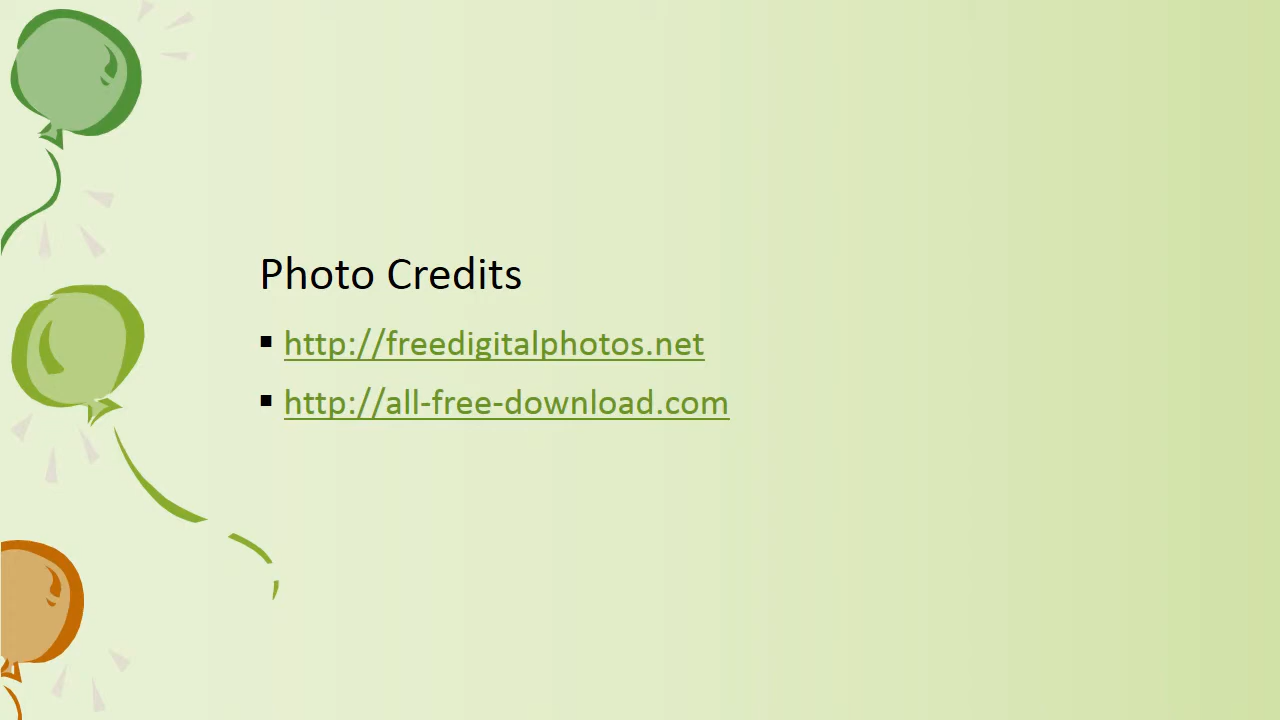 Photo Credits
▪ http://freedigitalphotos.net
▪ http://all-free-download.com